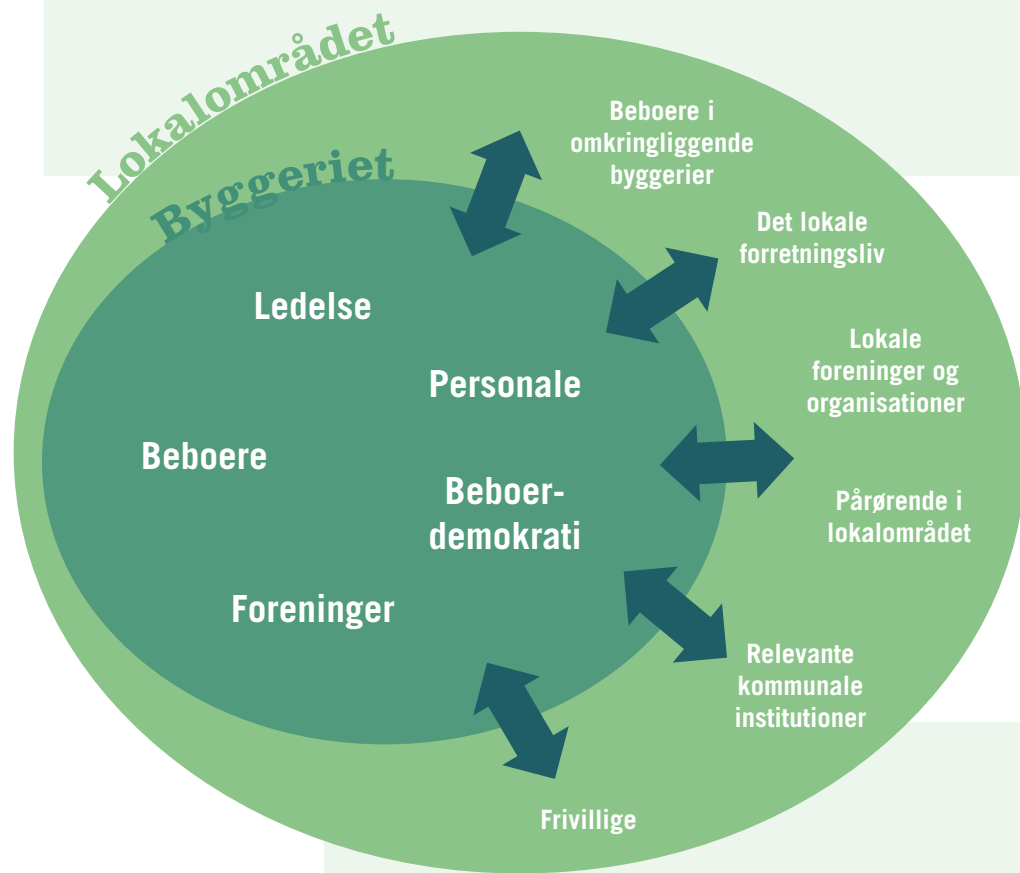 Lokalområdet
Byggeriet
Beboere i
omkringliggende
byggerier
Det lokale
forretningsliv
Ledelse
Lokale
foreninger og
organisationer
Personale
Beboere
Beboer-
demokrati
Pårørende i
lokalområdet
Foreninger
Relevante
kommunale
institutioner
Frivillige